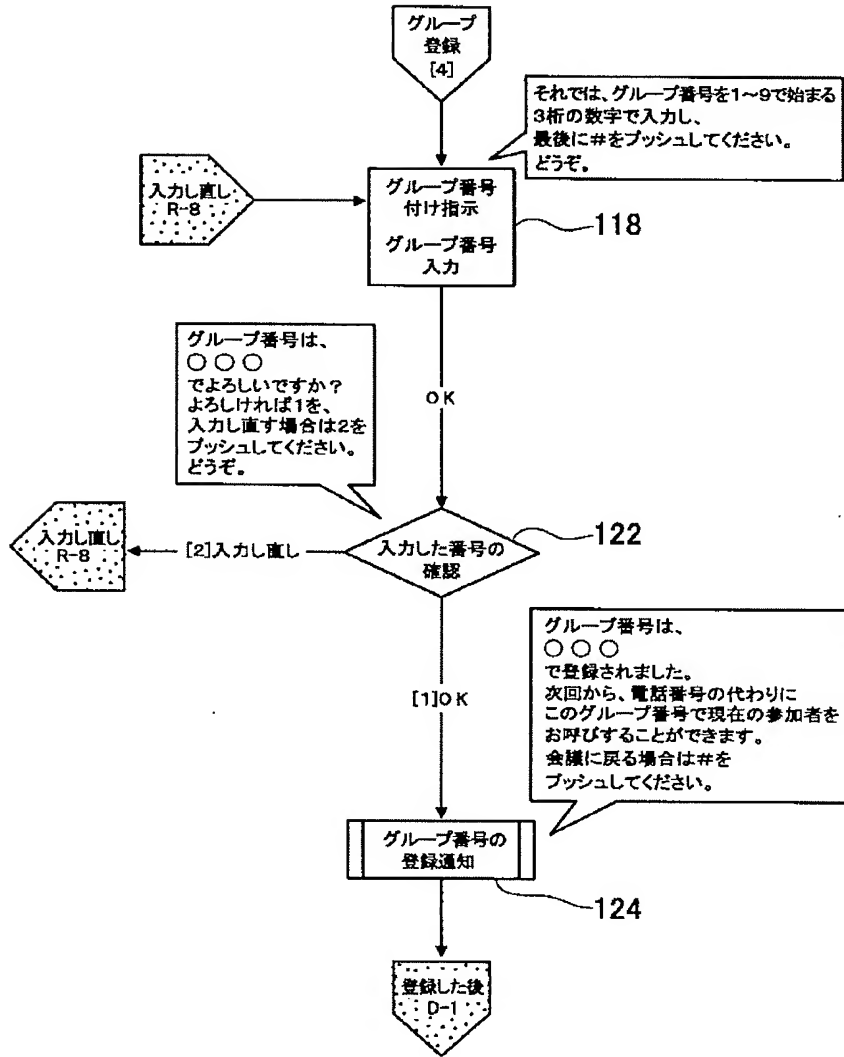 グループ
登録
[4]
それでは、グループ番号を1～9で始まる
3桁の数字で入力し、
最後に＃をプッシュしてください。
どうぞ。
入力し直し
R-8
グループ番号
付け指示
グループ番号
入力
118
グループ番号は、
○ ○ ○
でよろしいですか？
よろしければ1を、
入力し直す場合は2を
プッシュしてください。
どうぞ。
OK
入力し直し
R-8
[2]入力し直し
入力した番号の
確認
122
グループ番号は、
○ ○ ○
で登録されました。
次回から、電話番号の代わりに
このグループ番号で現在の参加者を
お呼びすることができます。
会議に戻る場合は＃を
プッシュしてください。
[1]OK
グループ番号の
登録通知
124
登録した後
D-1